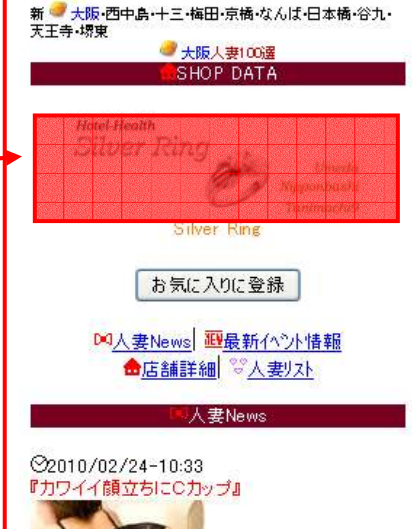 新 大阪・西中島・十三・梅田・京橋・なんば・日本橋・谷九・
天王寺・堺東
大阪人妻100選
SHOP DATA
Hotel-Health
Silver Ring
Umeda
Nipponbashi
Tanimachi9
Silver Ring
お気に入りに登録
人妻News| NEW最新イベント情報
店舗詳細| 人妻リスト
人妻News
2010/02/24-10:33
『カワイイ顔立ちにCカップ』